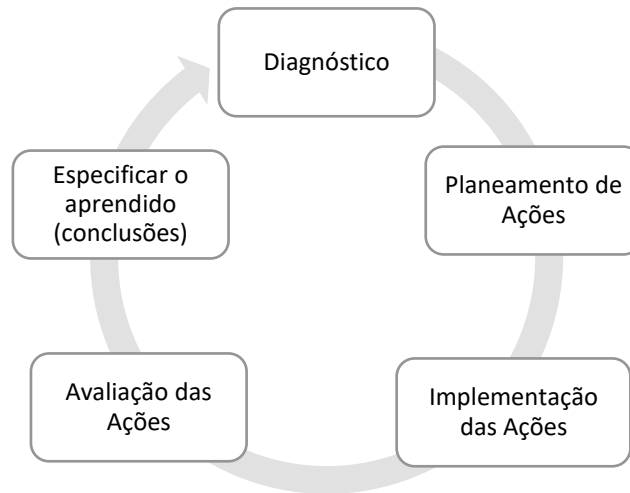 Diagnóstico
Planeamento de
Ações
Implementação
das Ações
Avaliação das
Ações
Especificar o
aprendido
(conclusões)